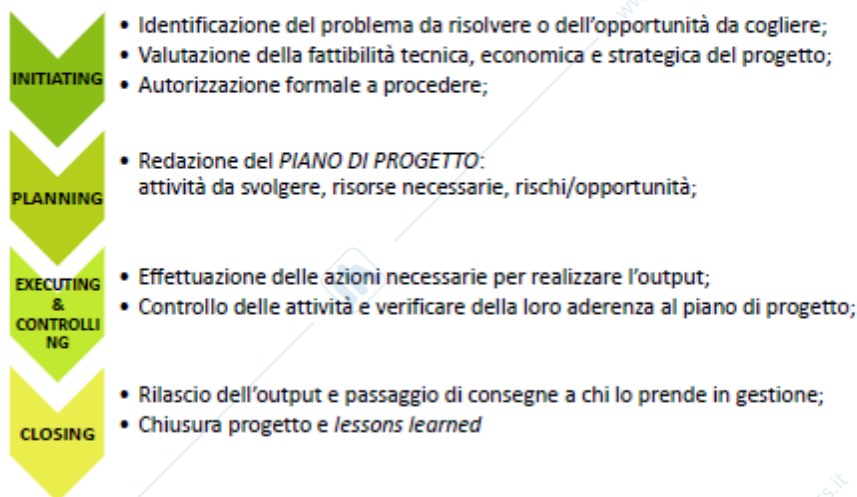 INITIATING
• Identificazione del problema da risolvere o dell'opportunità da cogliere;
• Valutazione della fattibilità tecnica, economica e strategica del progetto;
• Autorizzazione formale a procedere;
PLANNING
• Redazione del PIANO DI PROGETTO:
attività da svolgere, risorse necessarie, rischi/opportunità;
EXECUTING
&
CONTROLLI
NG
• Effettuazione delle azioni necessarie per realizzare l'output;
• Controllo delle attività e verificare della loro aderenza al piano di progetto;
CLOSING
• Rilascio dell'output e passaggio di consegne a chi lo prende in gestione;
• Chiusura progetto e lessons learned